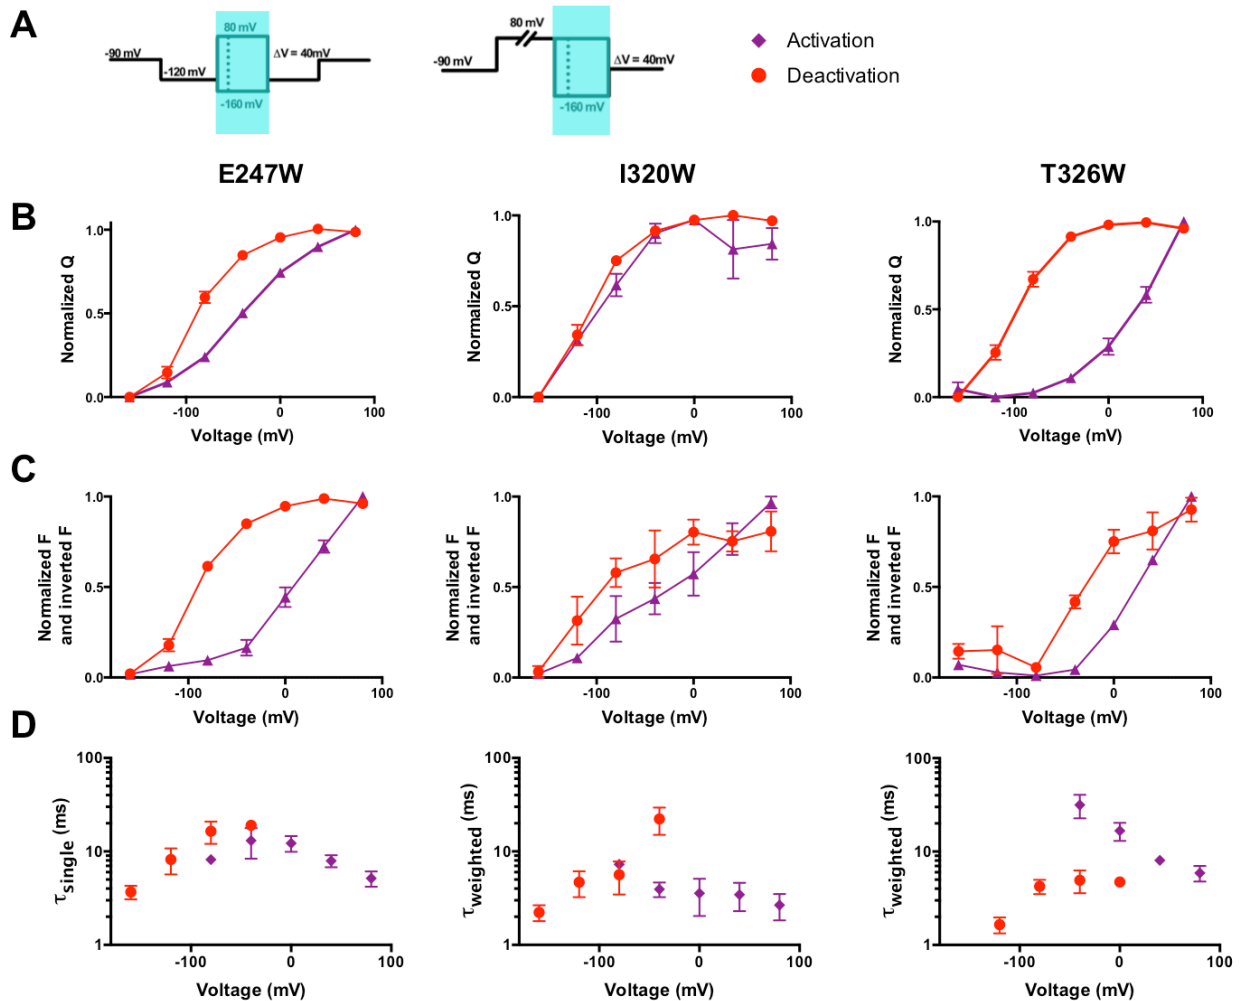 A
80 mV
-90 mV
-120 mV
ΔV = 40mV
-160 mV
80 mV
-90 mV
ΔV = 40mV
-160 mV
Activation
Deactivation
E247W
I320W
T326W
B
Normalized Q
1.0
0.5
0.0
-100
0
100
Voltage (mV)
Normalized Q
1.0
0.5
0.0
-100
0
100
Voltage (mV)
Normalized Q
1.0
0.5
0.0
-100
0
100
Voltage (mV)
C
Normalized F
and inverted F
1.0
0.5
0.0
-100
0
100
Voltage (mV)
Normalized F
and inverted F
1.0
0.5
0.0
-100
0
100
Voltage (mV)
Normalized F
and inverted F
1.0
0.5
0.0
-100
0
100
Voltage (mV)
D
τsingle (ms)
100
10
1
-100
0
100
Voltage (mV)
τweighted (ms)
100
10
1
-100
0
100
Voltage (mV)
τweighted (ms)
100
10
1
-100
0
100
Voltage (mV)